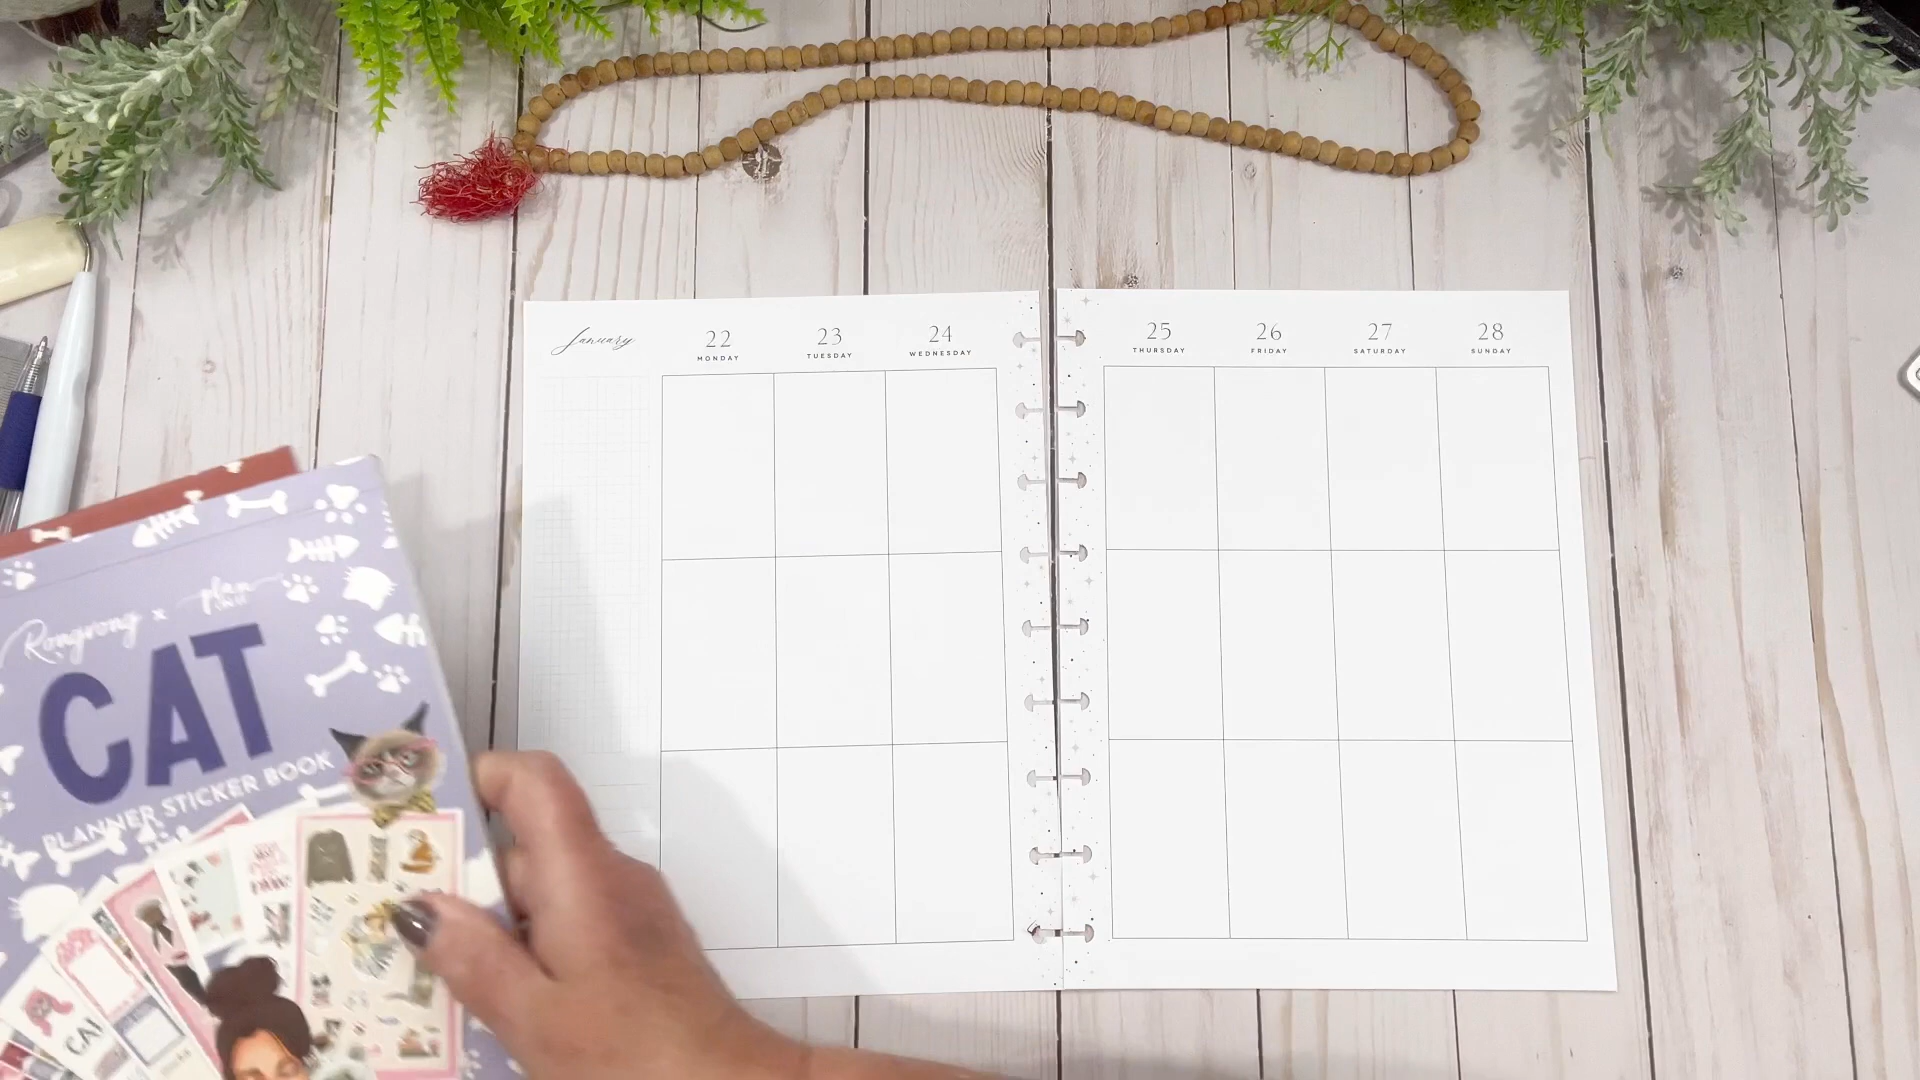 January
22 23 24 25 26 27 28
MONDAY TUESDAY WEDNESDAY THURSDAY FRIDAY SATURDAY SUNDAY
Rongrong x plan
CAT
PLANNER STICKER BOOK